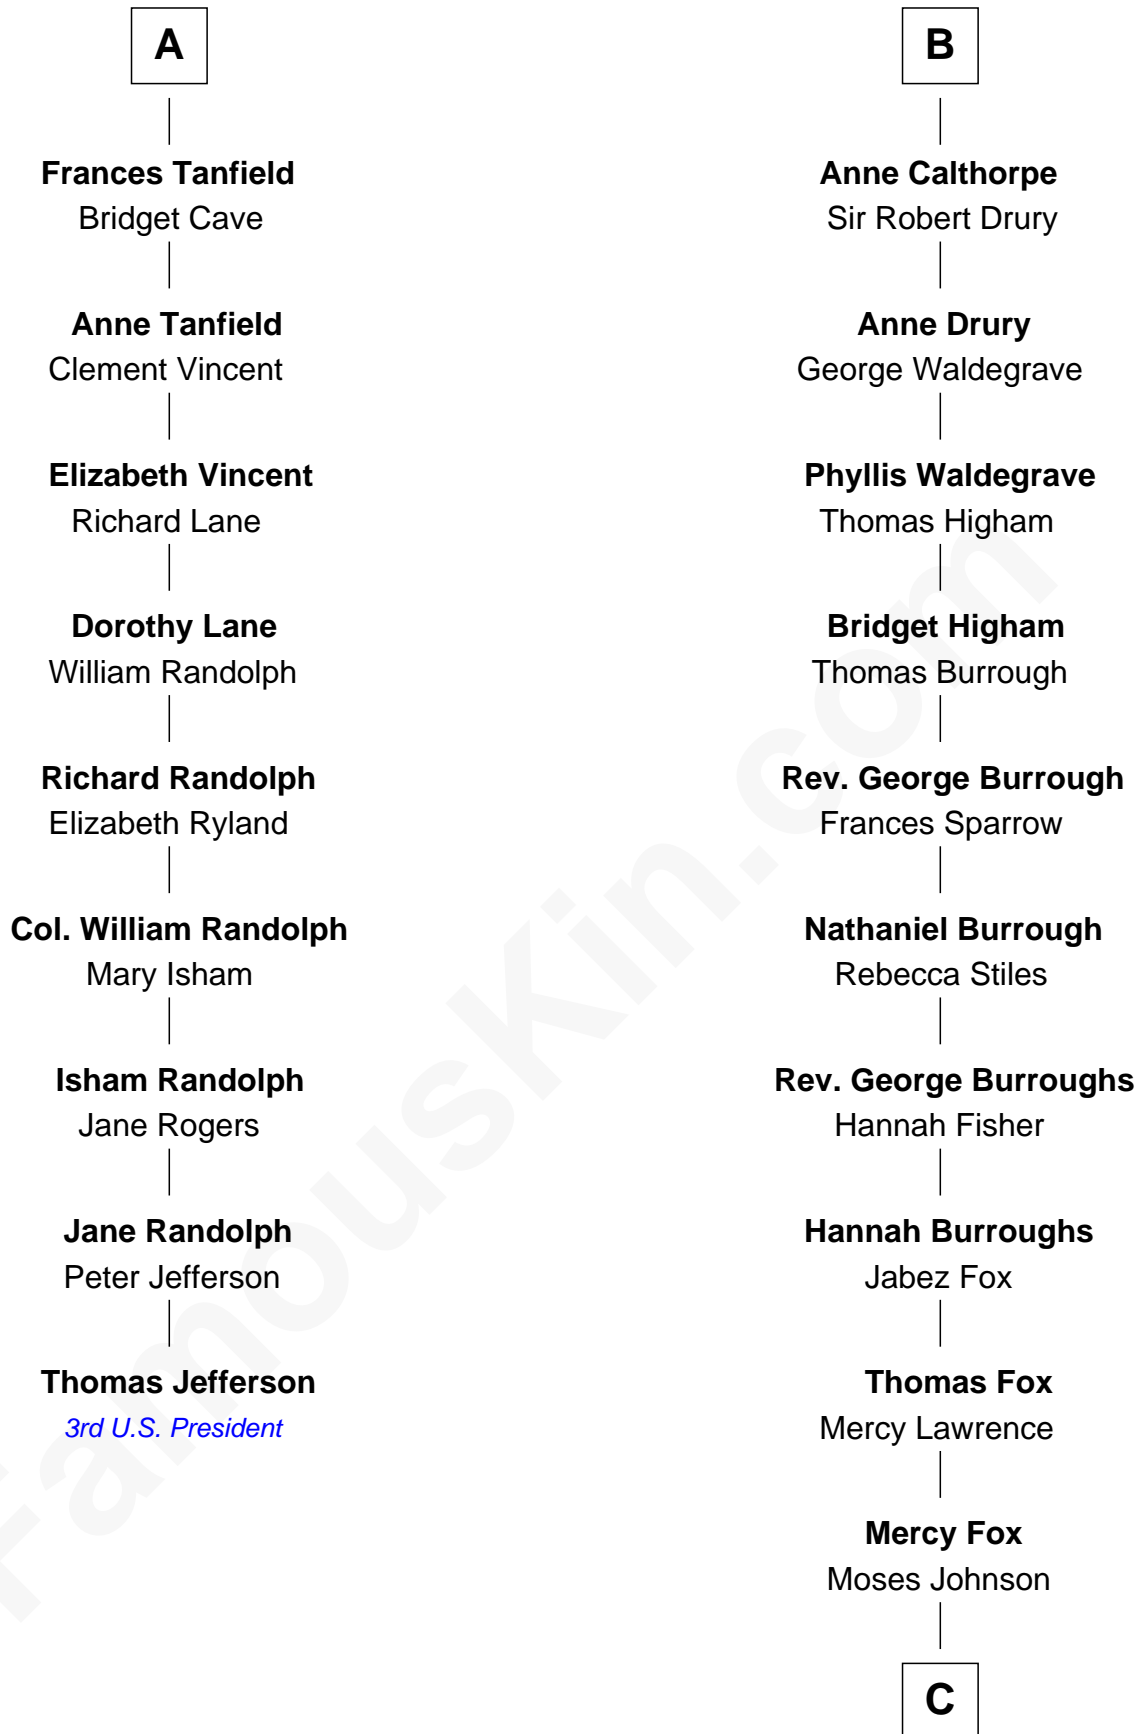 A
Frances Tanfield
Bridget Cave
Anne Tanfield
Clement Vincent
Elizabeth Vincent
Richard Lane
Dorothy Lane
William Randolph
Richard Randolph
Elizabeth Ryland
Col. William Randolph
Mary Isham
Isham Randolph
Jane Rogers
Jane Randolph
Peter Jefferson
Thomas Jefferson
3rd U.S. President
B
Anne Calthorpe
Sir Robert Drury
Anne Drury
George Waldegrave
Phyllis Waldegrave
Thomas Higham
Bridget Higham
Thomas Burrough
Rev. George Burrough
Frances Sparrow
Nathaniel Burrough
Rebecca Stiles
Rev. George Burroughs
Hannah Fisher
Hannah Burroughs
Jabez Fox
Thomas Fox
Mercy Lawrence
Mercy Fox
Moses Johnson
C
FamousKin.com